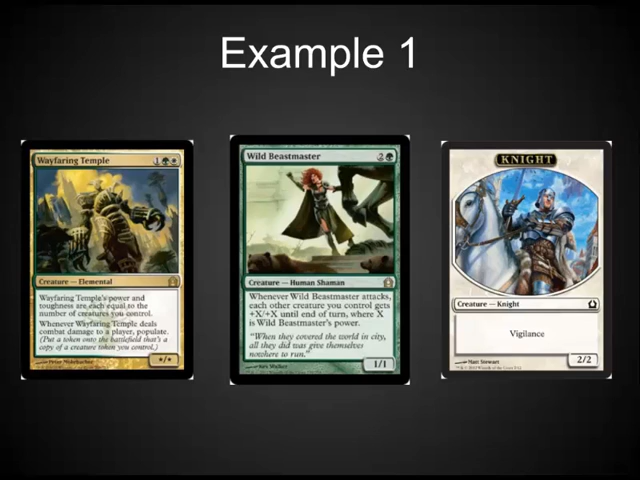 Example 1
Wayfaring Temple 1
Creature — Elemental
Wayfaring Temple's power and
toughness are each equal to the
number of creatures you control.
Whenever Wayfaring Temple deals
combat damage to a player, populate.
(Put a token onto the battlefield that's a
copy of a creature token you control.)
*/*
Wild Beastmaster 2
Creature — Human Shaman
Whenever Wild Beastmaster attacks,
each other creature you control gets
+X/+X until end of turn, where X
is Wild Beastmaster's power.
"When they covered the world in city,
all they did was give themselves
nowhere to run."
1/1
KNIGHT
Creature — Knight
Vigilance
Matt Stewart
2/2